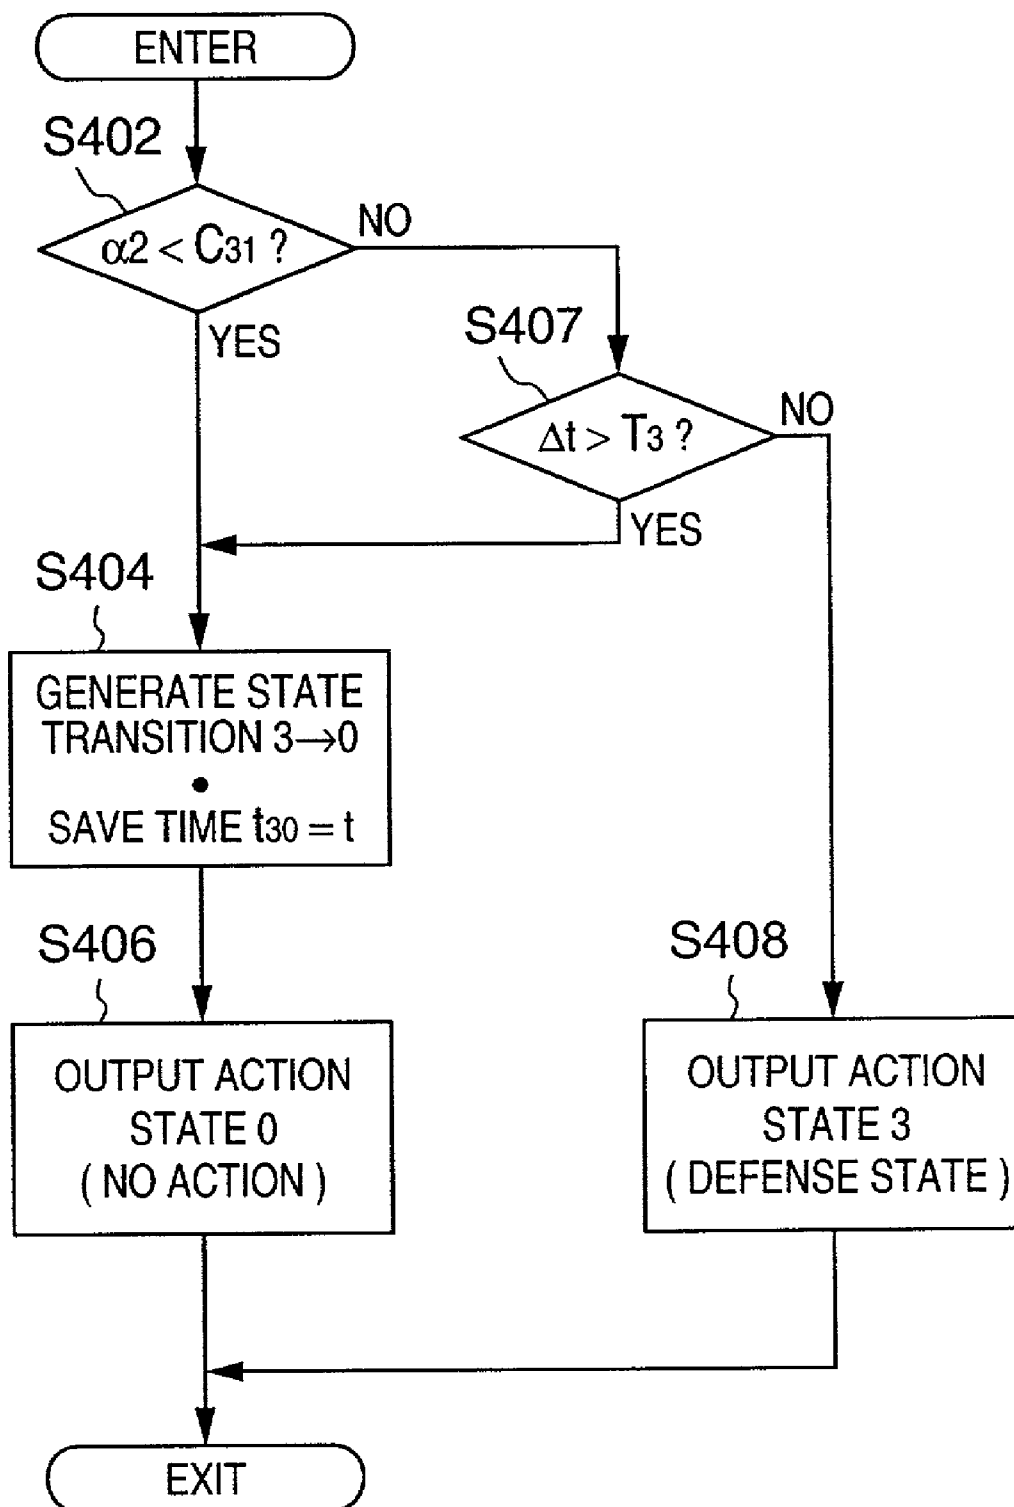 ENTER
S402
α2 < C31 ?
NO
YES
S407
Δt > T3 ?
NO
YES
S404
GENERATE STATE
TRANSITION 3→0
•
SAVE TIME t30 = t
S406
OUTPUT ACTION
STATE 0
( NO ACTION )
S408
OUTPUT ACTION
STATE 3
( DEFENSE STATE )
EXIT